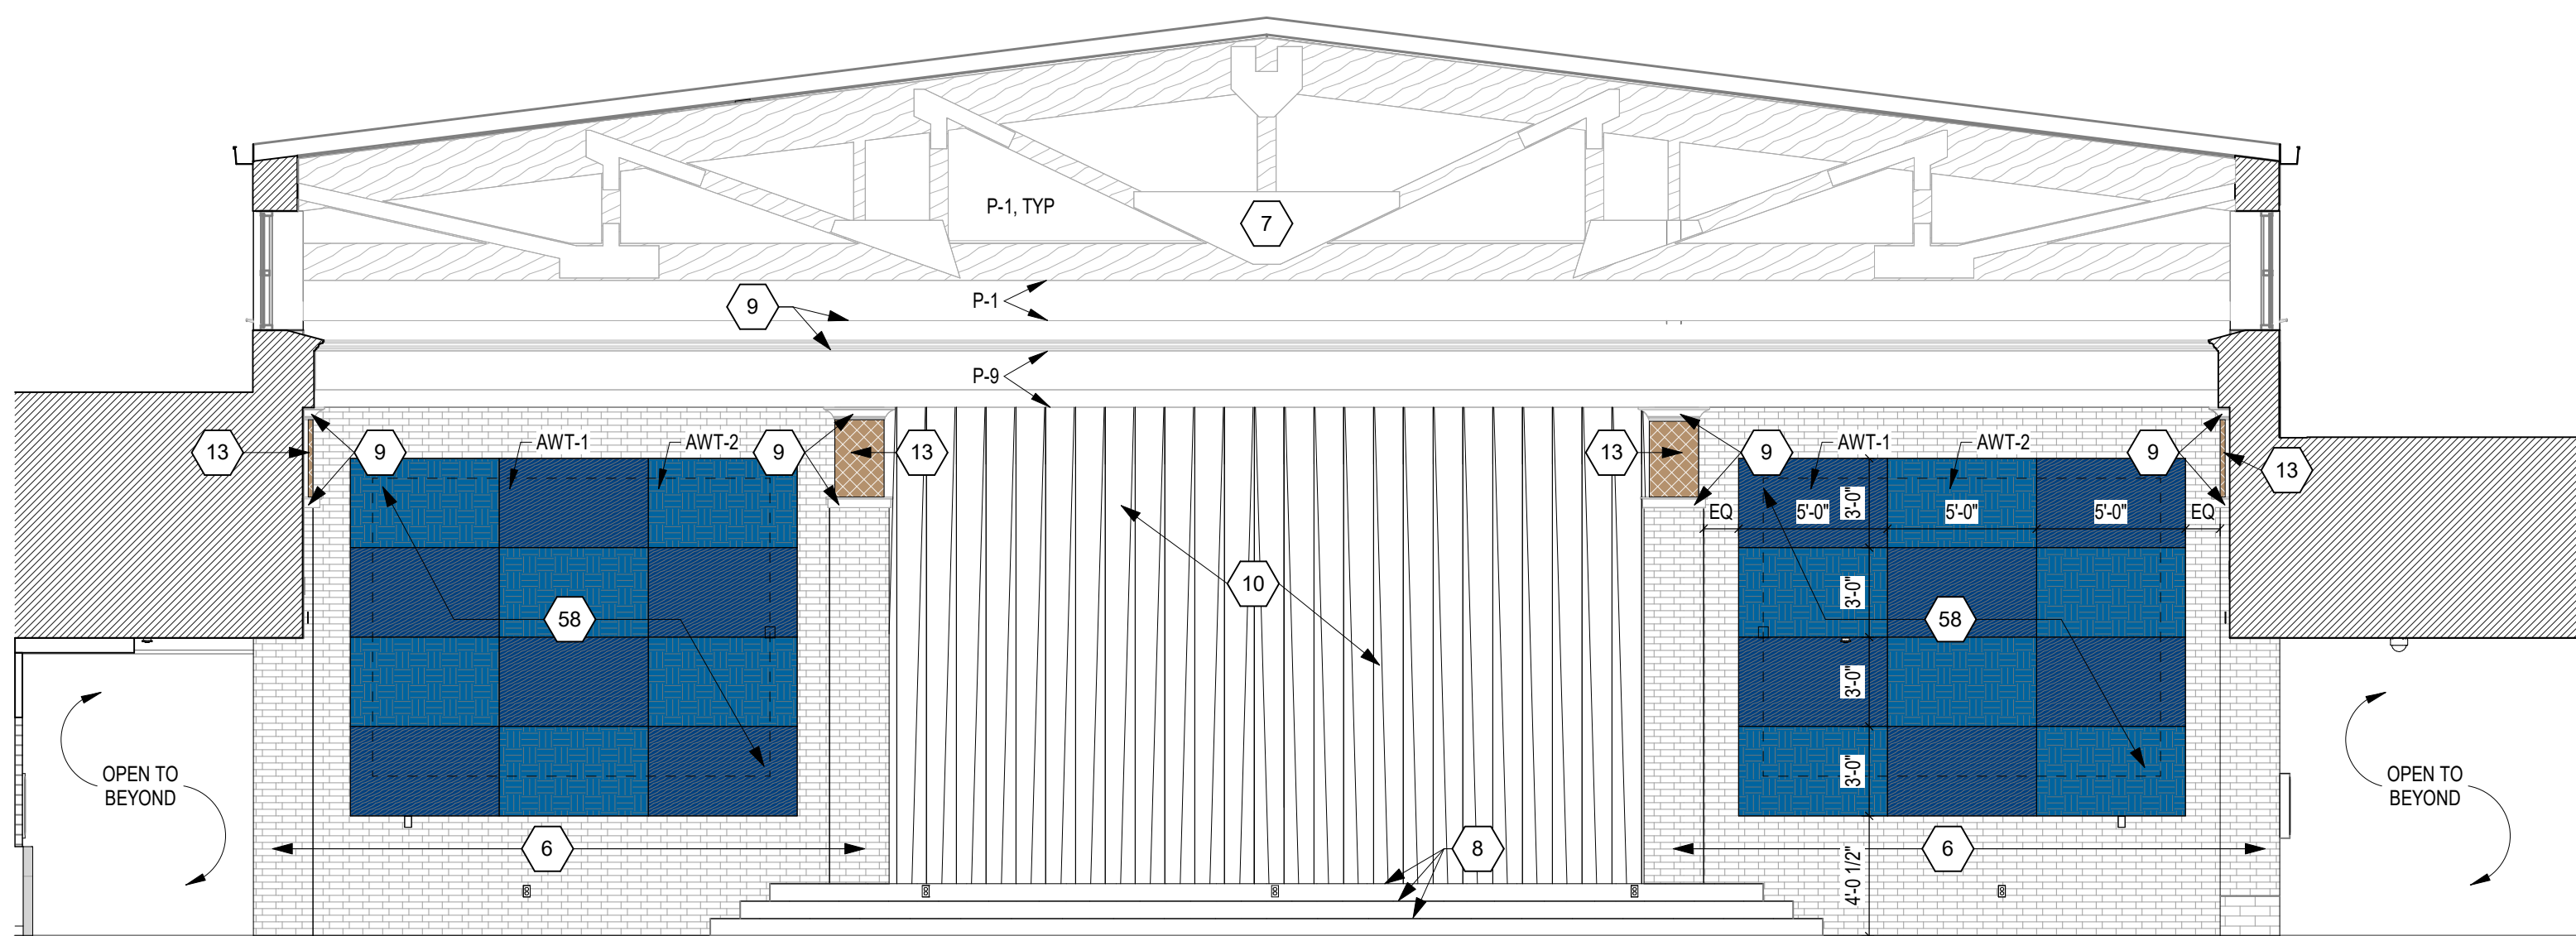 P-1, TYP
7
9
P-1
P-9
13
9
AWT-1
AWT-2
9
13
13
9
AWT-1
AWT-2
9
13
EQ
5'-0"
3'-0"
5'-0"
5'-0"
EQ
10
3'-0"
58
58
3'-0"
3'-0"
OPEN TO
BEYOND
OPEN TO
BEYOND
6
8
6
4'-0 1/2"